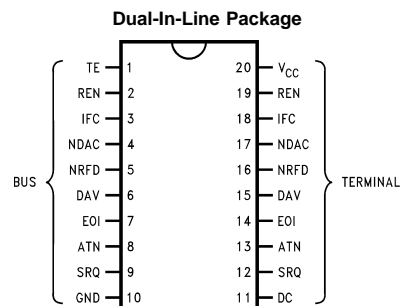 Dual-In-Line Package
TE 1 20 VCC
REN 2 19 REN
IFC 3 18 IFC
NDAC 4 17 NDAC
NRFD 5 16 NRFD
BUS TERMINAL
DAV 6 15 DAV
EOI 7 14 EOI
ATN 8 13 ATN
SRQ 9 12 SRQ
GND 10 11 DC